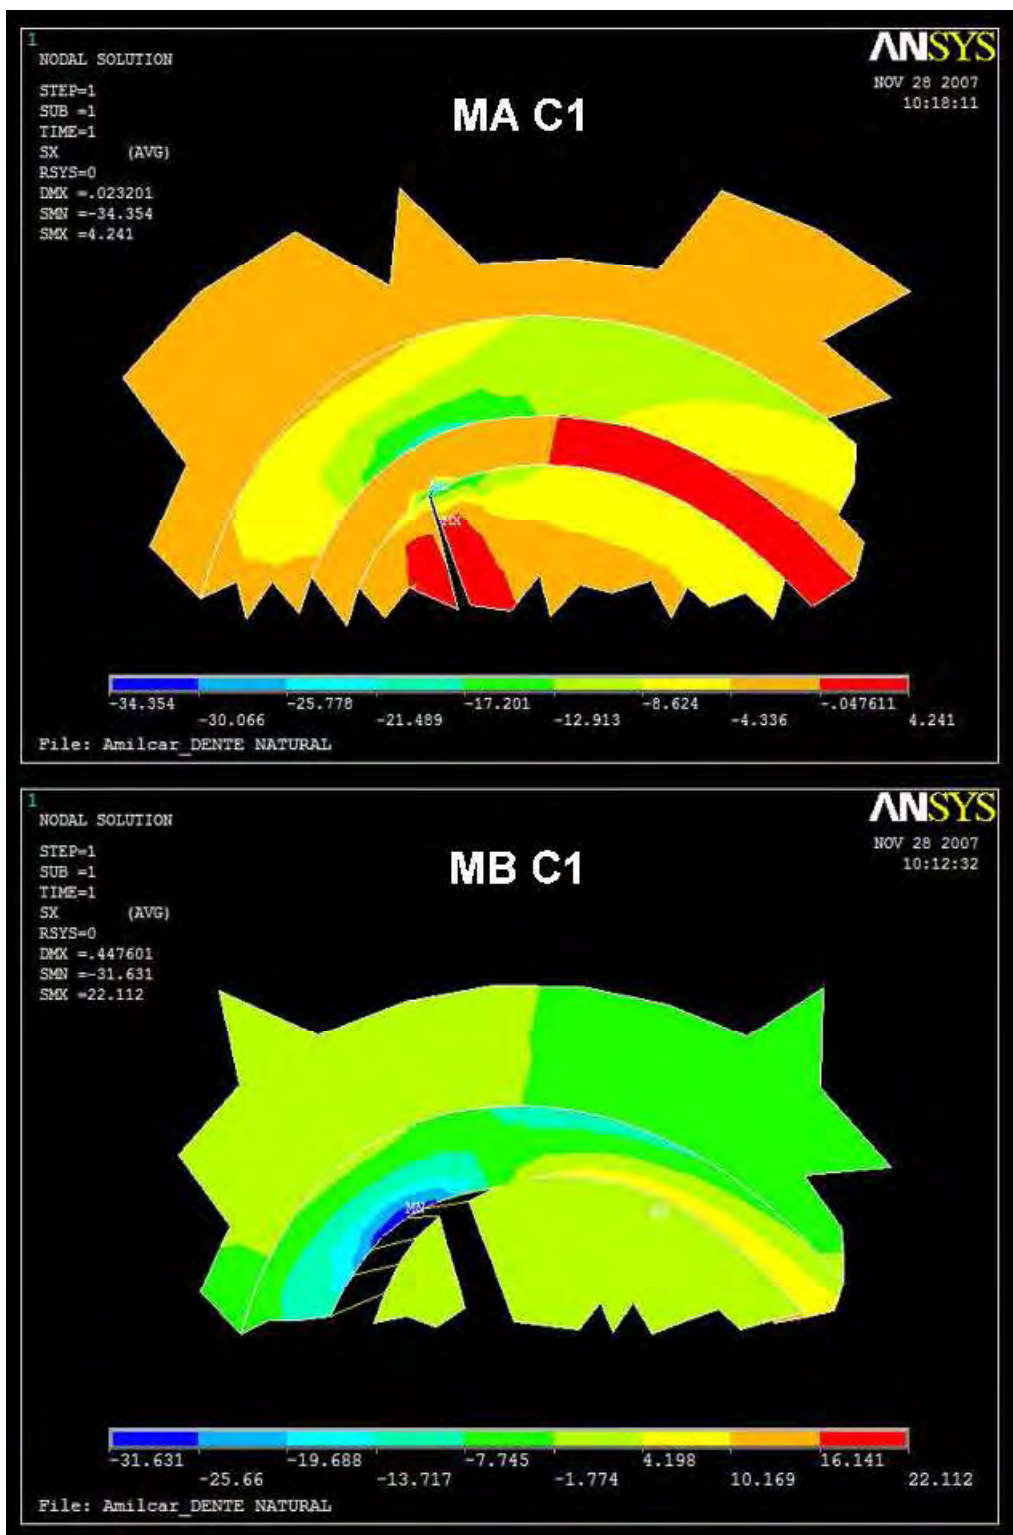 1
ANSYS
NODAL SOLUTION
NOV 28 2007
10:18:11
STEP=1
SUB =1
TIME=1
SX (AVG)
RSYS=0
DMX =.023201
SMN =-34.354
SMX =4.241
MA C1
MX
-34.354 -25.778 -17.201 -8.624 -.047611
-30.066 -21.489 -12.913 -4.336 4.241
File: Amilcar_DENTE NATURAL
1
ANSYS
NODAL SOLUTION
NOV 28 2007
10:12:32
STEP=1
SUB =1
TIME=1
SX (AVG)
RSYS=0
DMX =.447601
SMN =-31.631
SMX =22.112
MB C1
MN
-31.631 -19.688 -7.745 4.198 16.141
-25.66 -13.717 -1.774 10.169 22.112
File: Amilcar_DENTE NATURAL